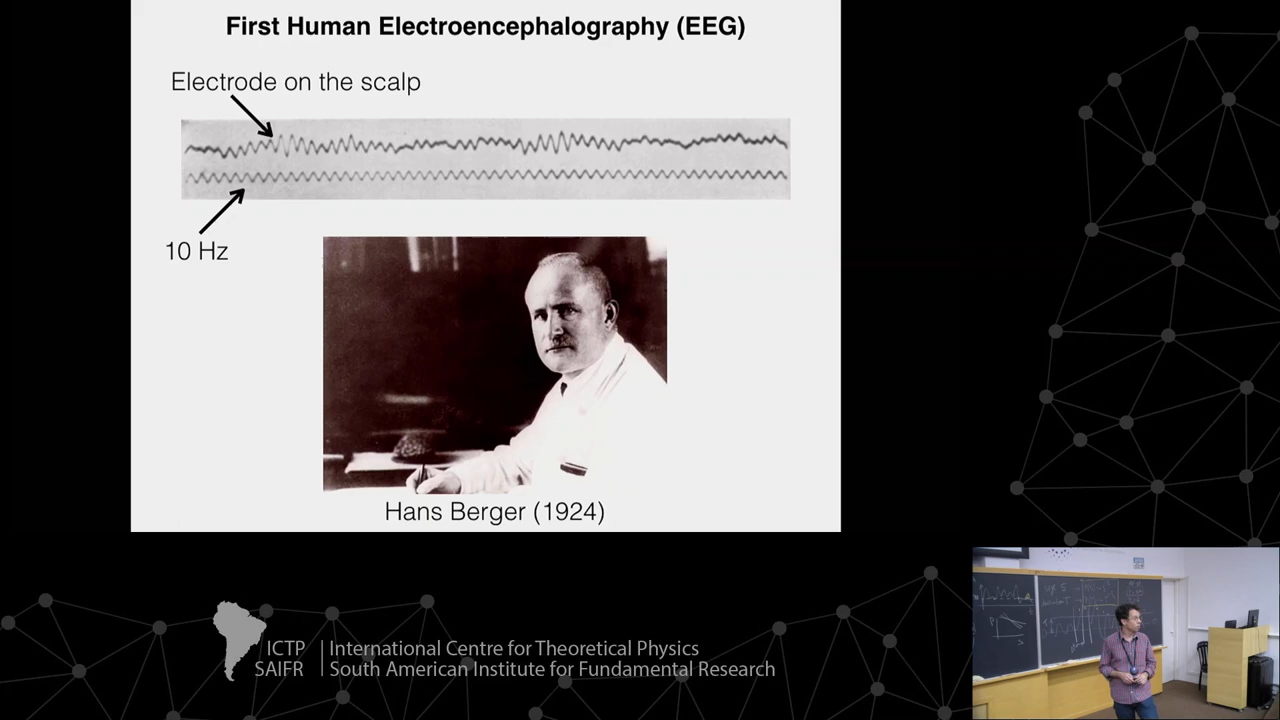 First Human Electroencephalography (EEG)
Electrode on the scalp
10 Hz
Hans Berger (1924)
ICTP
SAIFR
International Centre for Theoretical Physics
South American Institute for Fundamental Research